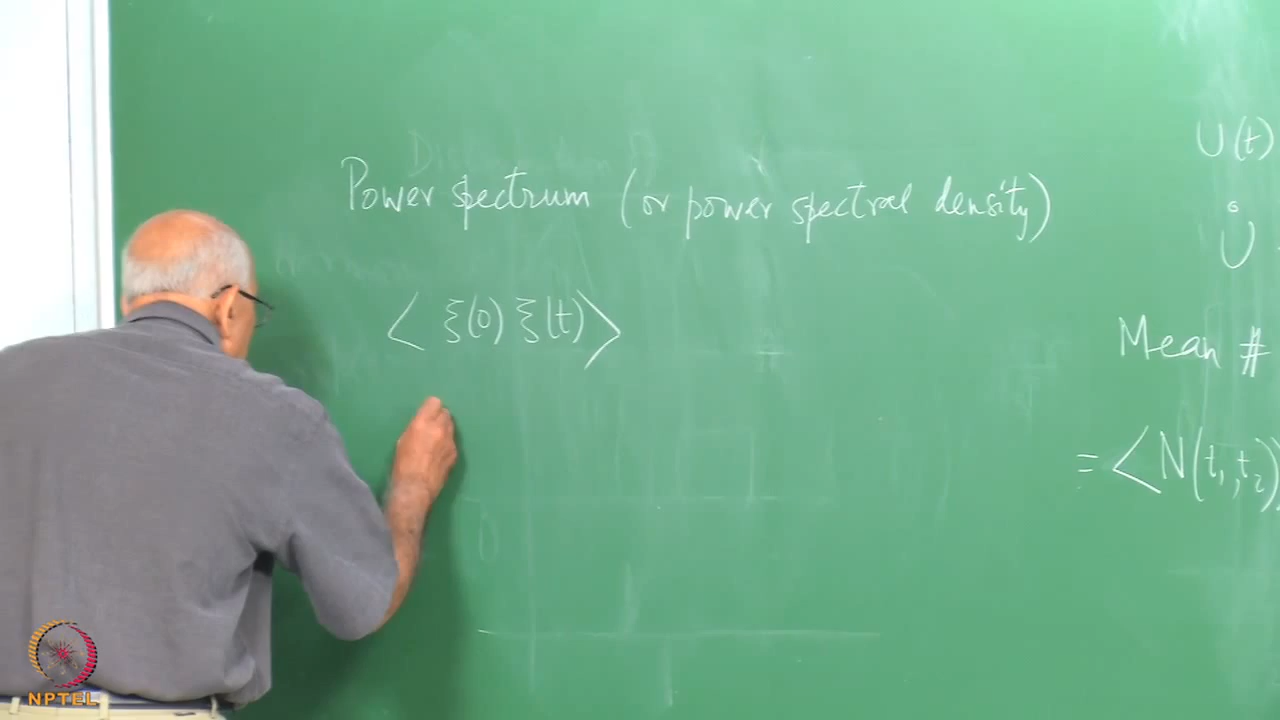 Power spectrum (or power spectral density)
< ξ(0) ξ(t) >
U(t)
U̇
Mean #
= < N(t₁, t₂) >
NPTEL